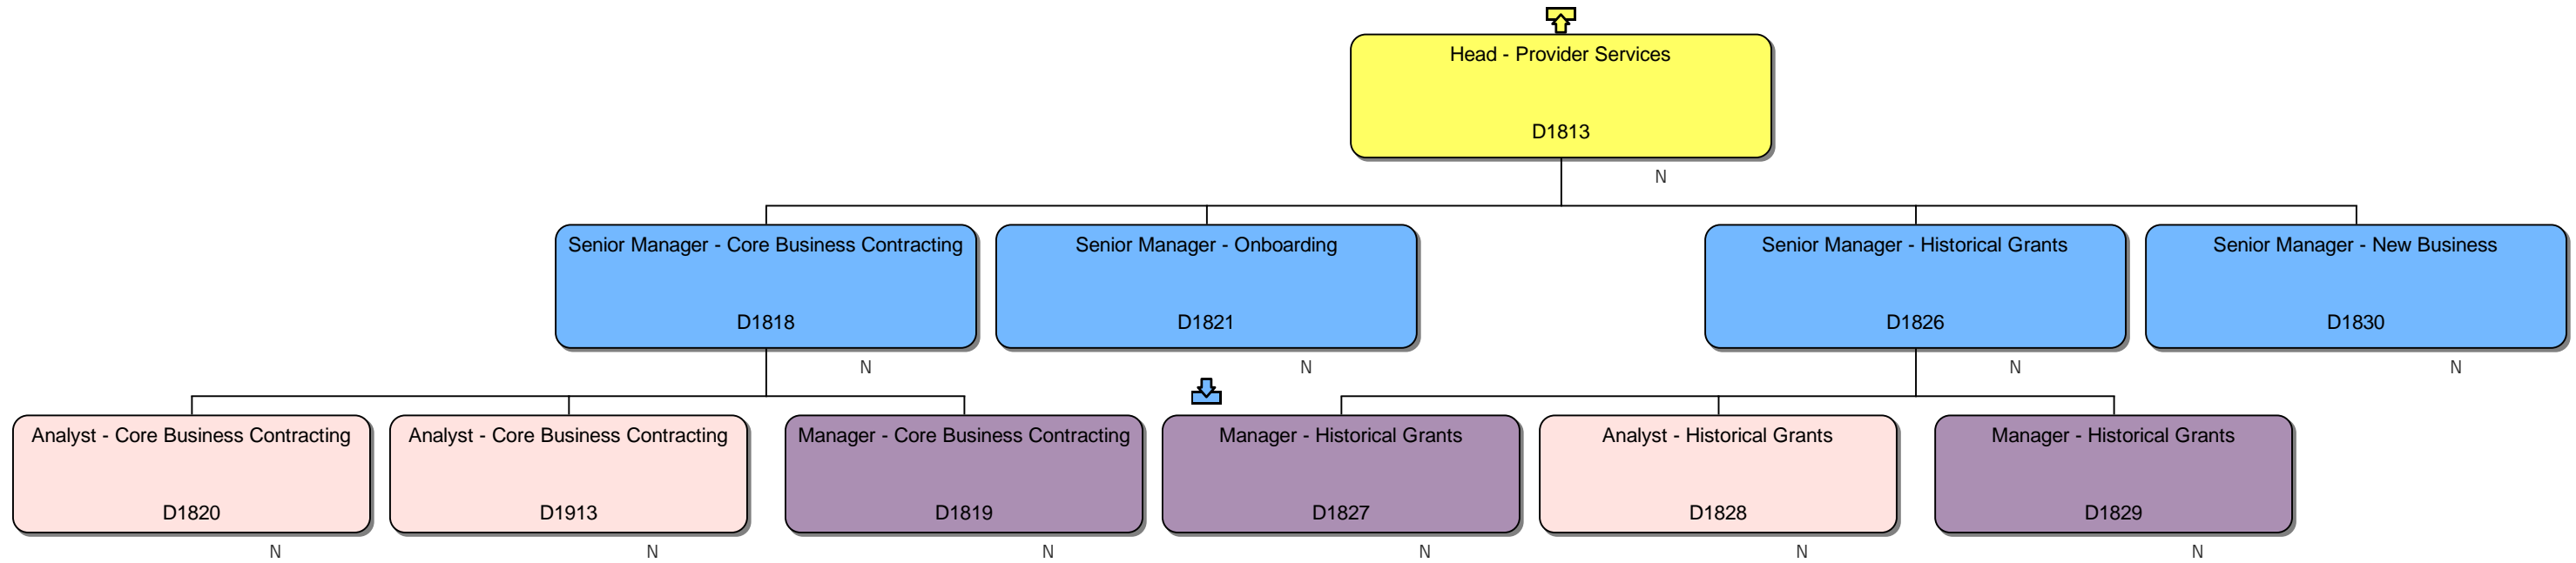 Head - Provider Services
D1813
N
Senior Manager - Core Business Contracting
D1818
N
Senior Manager - Onboarding
D1821
N
Senior Manager - Historical Grants
D1826
N
Senior Manager - New Business
D1830
N
Analyst - Core Business Contracting
D1820
N
Analyst - Core Business Contracting
D1913
N
Manager - Core Business Contracting
D1819
N
Manager - Historical Grants
D1827
N
Analyst - Historical Grants
D1828
N
Manager - Historical Grants
D1829
N